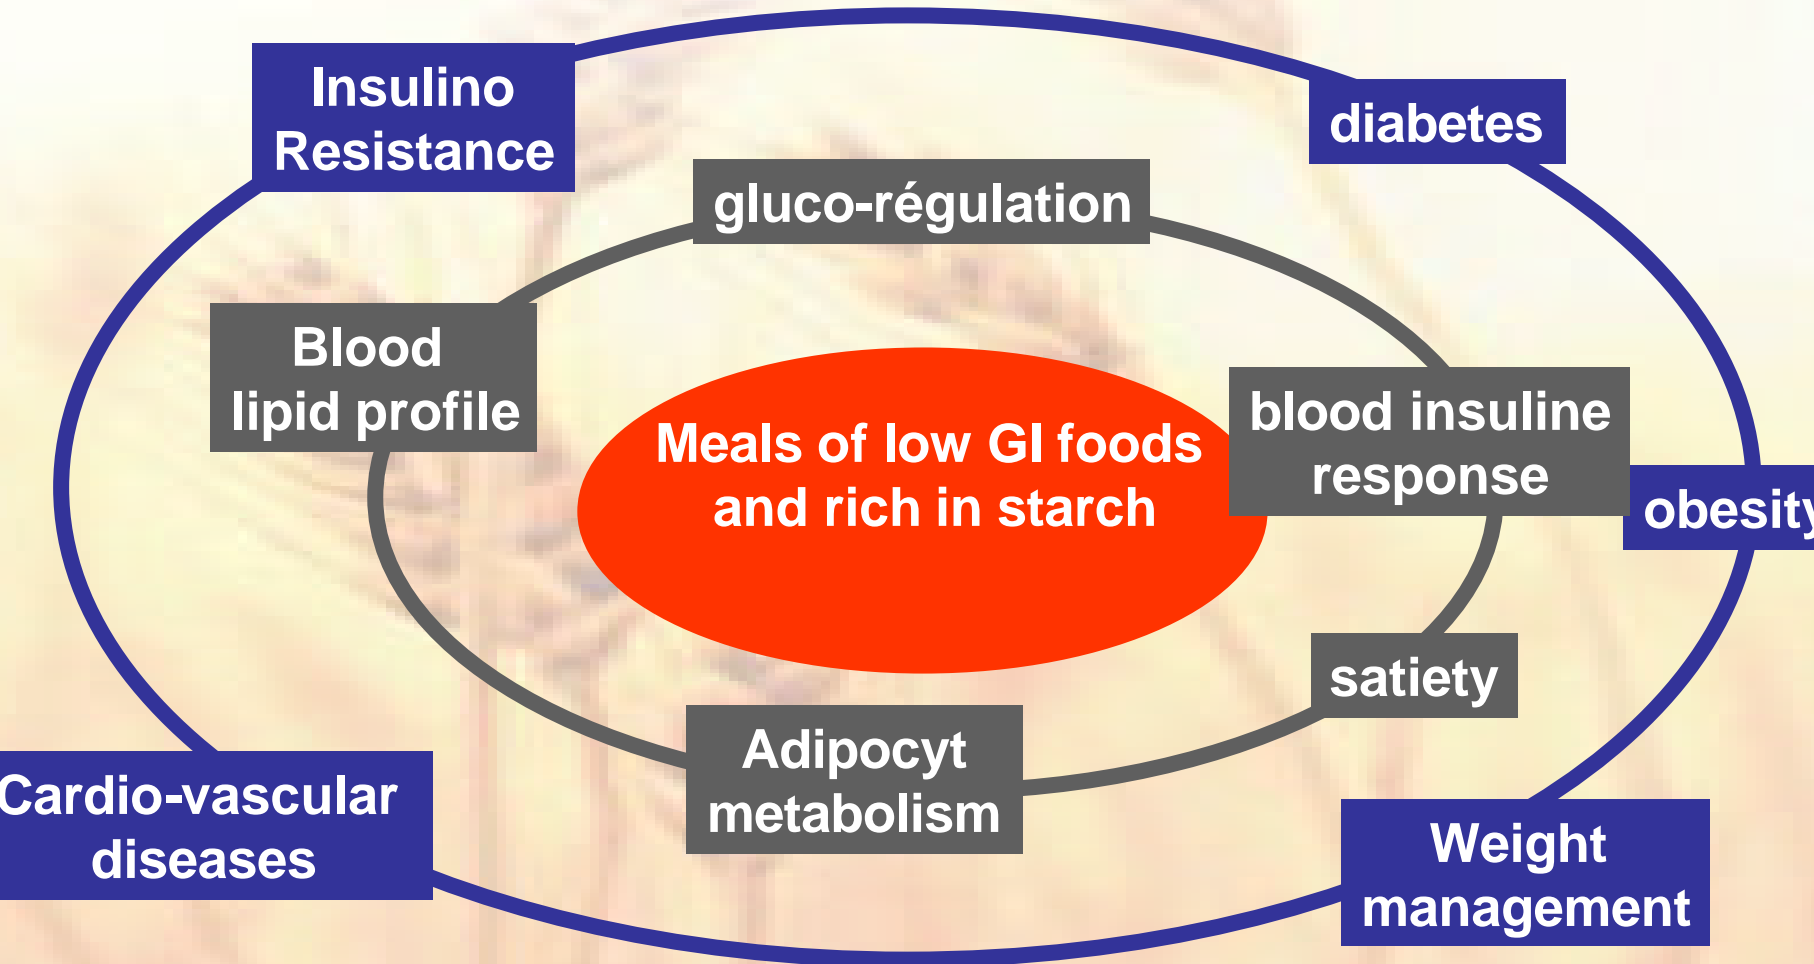 Insulino
Resistance
diabetes
gluco-régulation
Blood
lipid profile
blood insuline
response
Meals of low GI foods
and rich in starch
obesity
satiety
Adipocyt
metabolism
Cardio-vascular
diseases
Weight
management